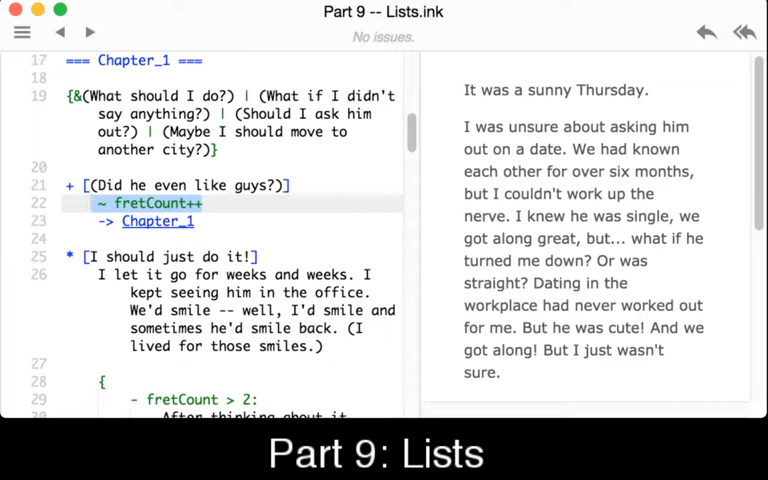 Part 9 -- Lists.ink
No issues.
17 === Chapter_1 ===
18
19 {&(What should I do?) | (What if I didn't
say anything?) | (Should I ask him
out?) | (Maybe I should move to
another city?)}
20
21 + [(Did he even like guys?)]
22 ~ fretCount++
23 -> Chapter_1
24
25 * [I should just do it!]
26 I let it go for weeks and weeks. I
kept seeing him in the office.
We'd smile -- well, I'd smile and
sometimes he'd smile back. (I
lived for those smiles.)
27
28 {
29 - fretCount > 2:
30 After thinking about it
It was a sunny Thursday.
I was unsure about asking him
out on a date. We had known
each other for over six months,
but I couldn't work up the
nerve. I knew he was single, we
got along great, but... what if he
turned me down? Or was
straight? Dating in the
workplace had never worked out
for me. But he was cute! And we
got along! But I just wasn't
sure.
Part 9: Lists